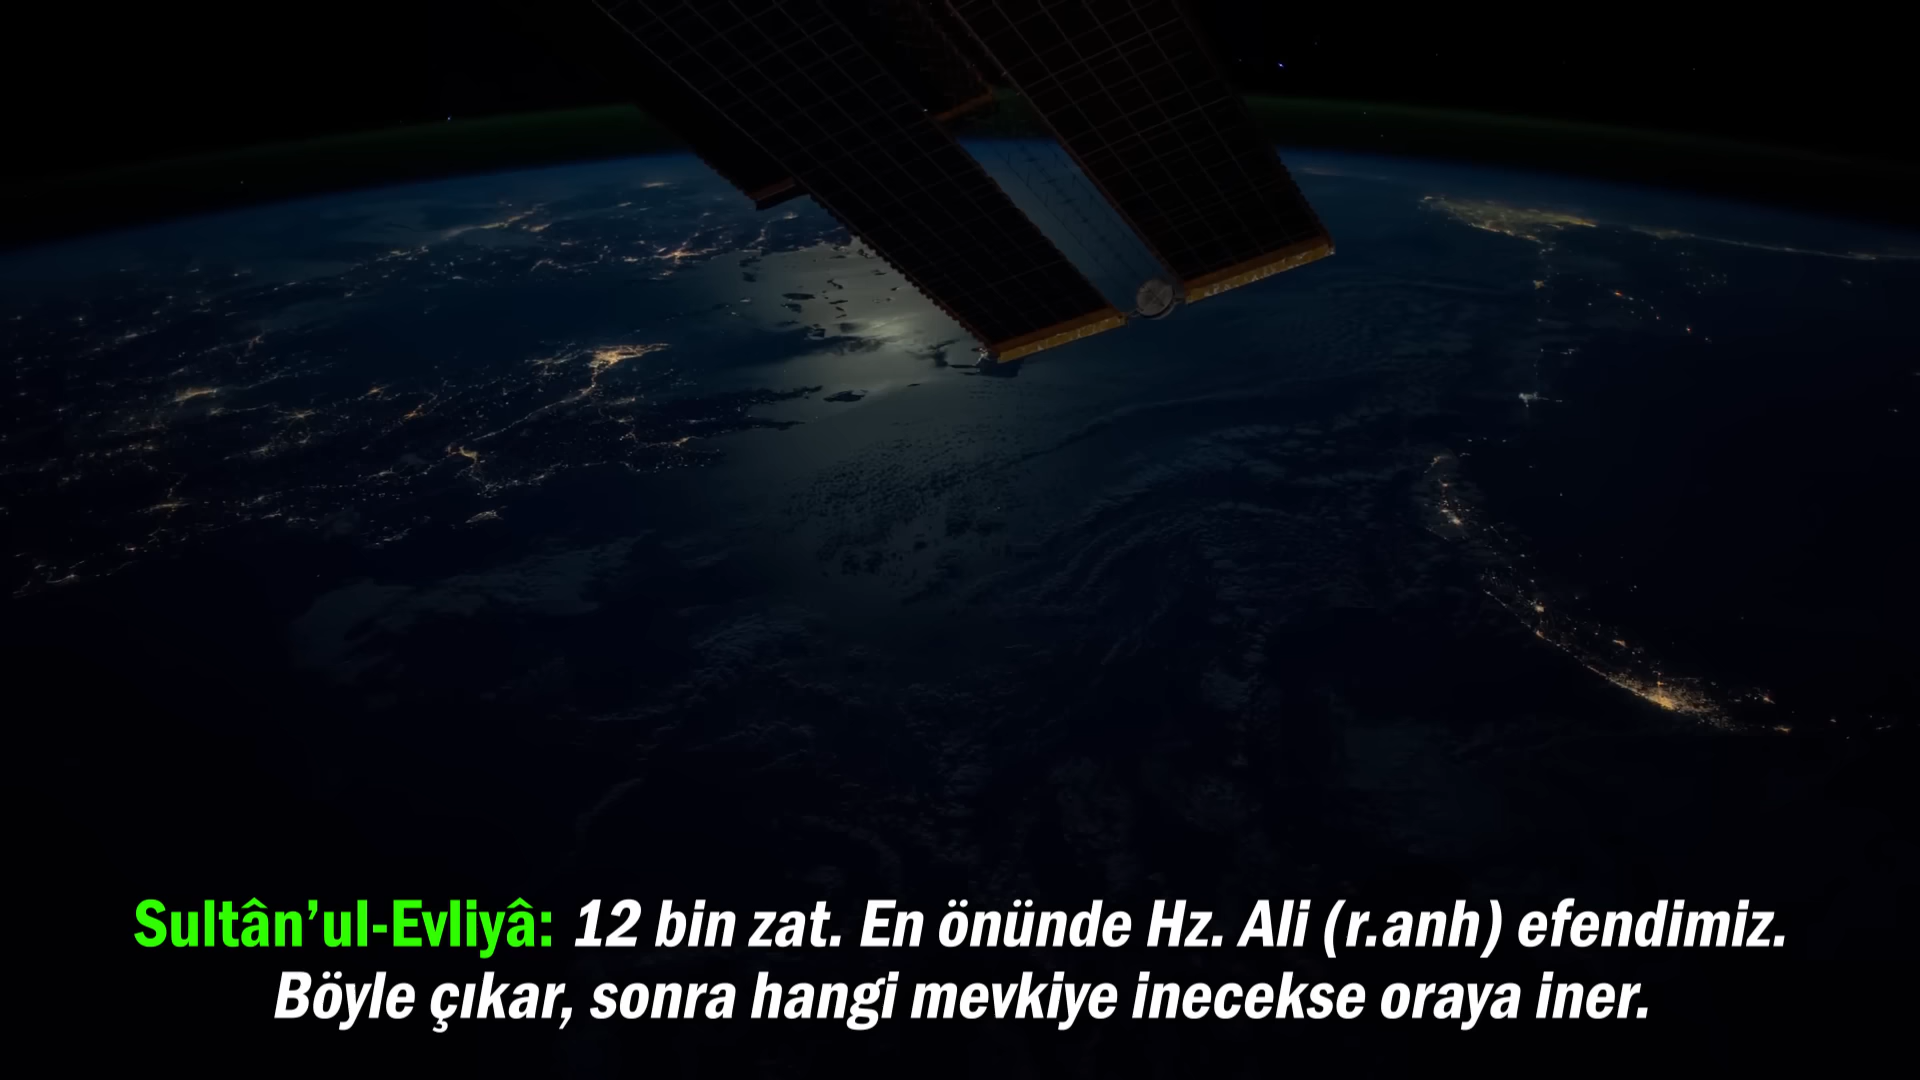 Sultân’ul-Evliyâ: 12 bin zat. En önünde Hz. Ali (r.anh) efendimiz.
Böyle çıkar, sonra hangi mevkiye inecekse oraya iner.